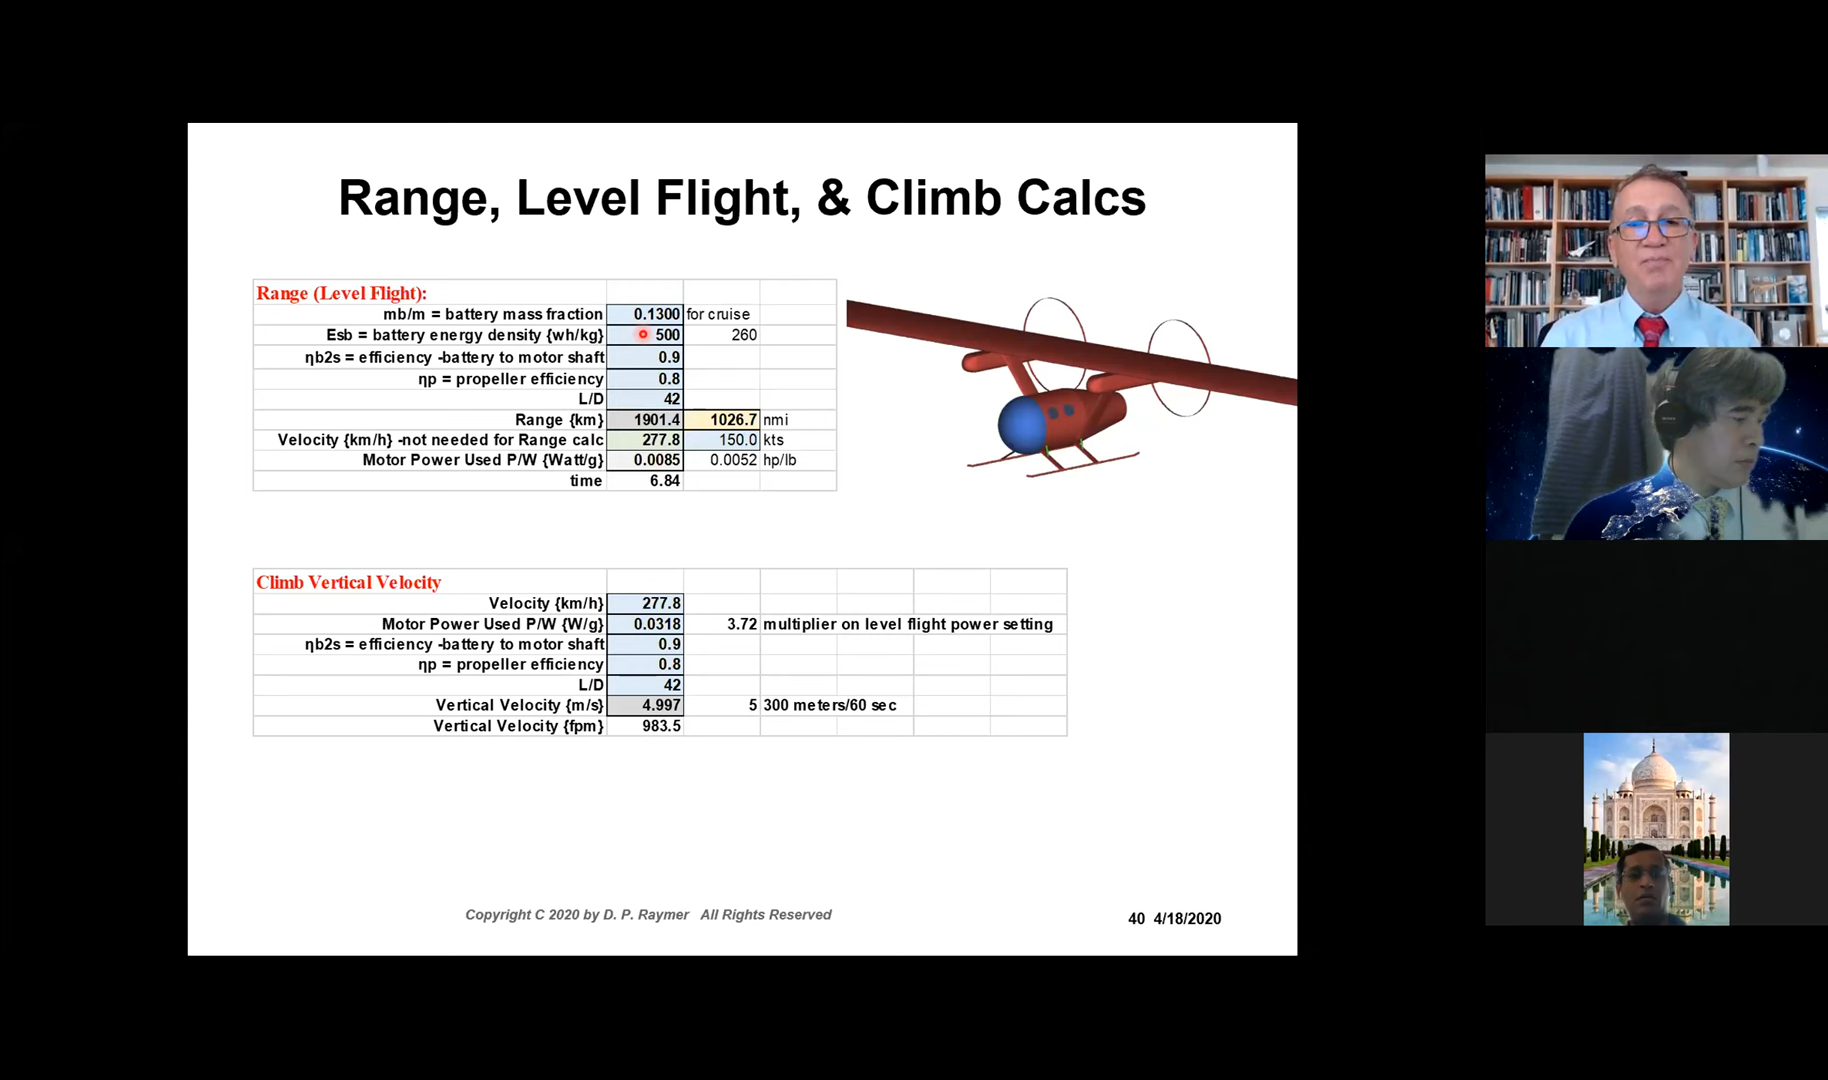 Range, Level Flight, & Climb Calcs
Range (Level Flight):
mb/m = battery mass fraction 0.1300 for cruise
Esb = battery energy density {wh/kg} 500 260
ηb2s = efficiency -battery to motor shaft 0.9
ηp = propeller efficiency 0.8
L/D 42
Range {km} 1901.4 1026.7 nmi
Velocity {km/h} -not needed for Range calc 277.8 150.0 kts
Motor Power Used P/W {Watt/g} 0.0085 0.0052 hp/lb
time 6.84
Climb Vertical Velocity
Velocity {km/h} 277.8
Motor Power Used P/W {W/g} 0.0318 3.72 multiplier on level flight power setting
ηb2s = efficiency -battery to motor shaft 0.9
ηp = propeller efficiency 0.8
L/D 42
Vertical Velocity {m/s} 4.997 5 300 meters/60 sec
Vertical Velocity {fpm} 983.5
Copyright C 2020 by D. P. Raymer All Rights Reserved
40 4/18/2020